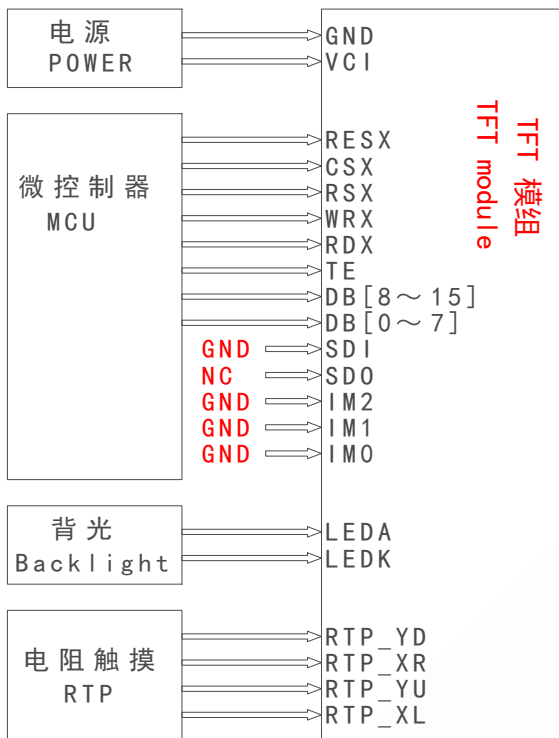 电源
POWER
GND
VCI
TFT 模组
TFT module
微控制器
MCU
RESX
CSX
RSX
WRX
RDX
TE
DB[8～15]
DB[0～7]
GND SDI
NC SDO
GND IM2
GND IM1
GND IM0
背光
Backlight
LEDA
LEDK
电阻触摸
RTP
RTP_YD
RTP_XR
RTP_YU
RTP_XL